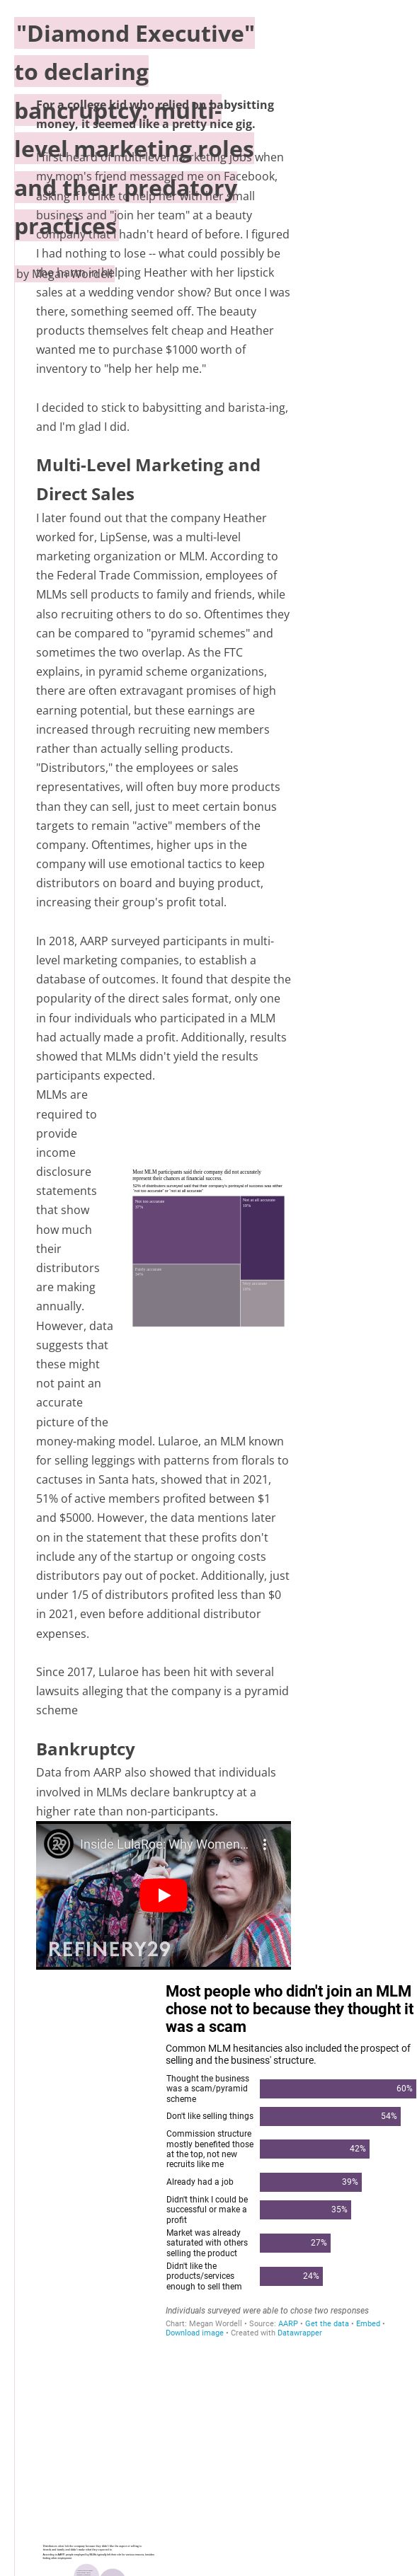 "Diamond Executive"
to declaring
bancruptcy: multi-
level marketing roles
and their predatory
practices
by Megan Wordell
For a college kid who relied on babysitting
money, it seemed like a pretty nice gig.
I first heard of multi-level marketing jobs when
my mom's friend messaged me on Facebook,
asking if I'd like to help her with her small
business and "join her team" at a beauty
company that I hadn't heard of before. I figured
I had nothing to lose -- what could possibly be
the harm in helping Heather with her lipstick
sales at a wedding vendor show? But once I was
there, something seemed off. The beauty
products themselves felt cheap and Heather
wanted me to purchase $1000 worth of
inventory to "help her help me."
I decided to stick to babysitting and barista-ing,
and I'm glad I did.
Multi-Level Marketing and
Direct Sales
I later found out that the company Heather
worked for, LipSense, was a multi-level
marketing organization or MLM. According to
the Federal Trade Commission, employees of
MLMs sell products to family and friends, while
also recruiting others to do so. Oftentimes they
can be compared to "pyramid schemes" and
sometimes the two overlap. As the FTC
explains, in pyramid scheme organizations,
there are often extravagant promises of high
earning potential, but these earnings are
increased through recruiting new members
rather than actually selling products.
"Distributors," the employees or sales
representatives, will often buy more products
than they can sell, just to meet certain bonus
targets to remain "active" members of the
company. Oftentimes, higher ups in the
company will use emotional tactics to keep
distributors on board and buying product,
increasing their group's profit total.
In 2018, AARP surveyed participants in multi-
level marketing companies, to establish a
database of outcomes. It found that despite the
popularity of the direct sales format, only one
in four individuals who participated in a MLM
had actually made a profit. Additionally, results
showed that MLMs didn't yield the results
participants expected.
MLMs are
required to
provide
income
disclosure
statements
that show
how much
their
distributors
are making
annually.
However, data
suggests that
these might
not paint an
accurate
picture of the
Most MLM participants said their company did not accurately
represent their chances at financial success.
52% of distributors surveyed said that their company's portrayal of success was either
"not too accurate" or "not at all accurate"
Not too accurate
37%
Not at all accurate
Fairly accurate
Very accurate
money-making model. Lularoe, an MLM known
for selling leggings with patterns from florals to
cactuses in Santa hats, showed that in 2021,
51% of active members profited between $1
and $5000. However, the data mentions later
on in the statement that these profits don't
include any of the startup or ongoing costs
distributors pay out of pocket. Additionally, just
under 1/5 of distributors profited less than $0
in 2021, even before additional distributor
expenses.
Since 2017, Lularoe has been hit with several
lawsuits alleging that the company is a pyramid
scheme
Bankruptcy
Data from AARP also showed that individuals
involved in MLMs declare bankruptcy at a
higher rate than non-participants.
Inside LulaRoe: Why Women...
REFINERY29
Most people who didn't join an MLM
chose not to because they thought it
was a scam
Common MLM hesitancies also included the prospect of
selling and the business' structure.
Thought the business
was a scam/pyramid
scheme
60%
Don't like selling things
54%
Commission structure
mostly benefited those
at the top, not new
recruits like me
42%
Already had a job
39%
Didn't think I could be
successful or make a
profit
35%
Market was already
saturated with others
selling the product
27%
Didn't like the
products/services
enough to sell them
24%
Individuals surveyed were able to chose two responses
Chart: Megan Wordell • Source: AARP • Get the data • Embed •
Download image • Created with Datawrapper